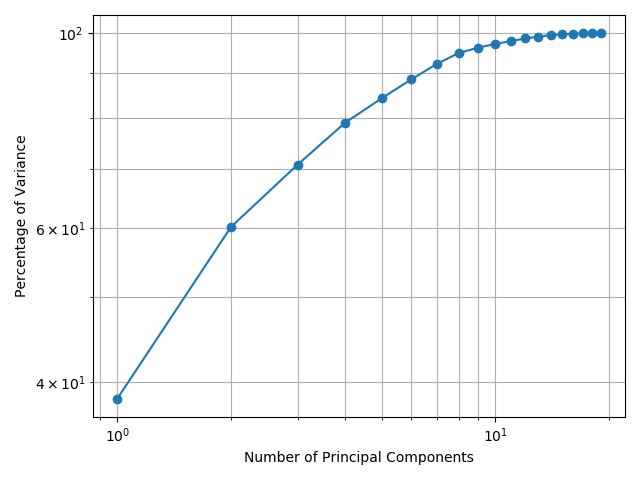 10²
6 × 10¹
4 × 10¹
10⁰
10¹
Number of Principal Components
Percentage of Variance